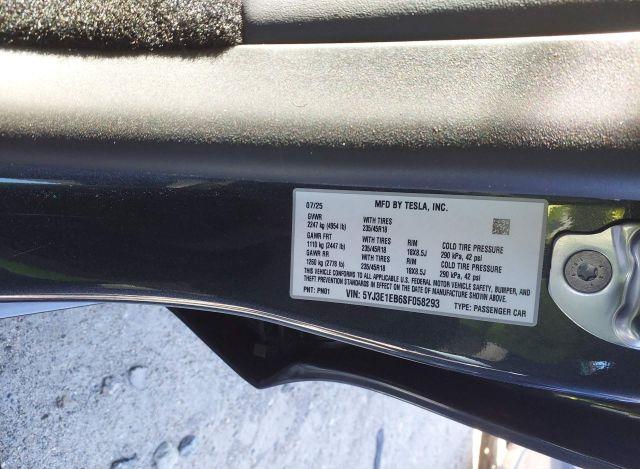 07/25 MFD BY TESLA, INC.
GVWR WITH TIRES
2247 kg (4954 lb) 235/45R18
GAWR FRT WITH TIRES RIM COLD TIRE PRESSURE
1110 kg (2447 lb) 235/45R18 18X8.5J 290 kPa, 42 psi
GAWR RR WITH TIRES RIM COLD TIRE PRESSURE
1260 kg (2778 lb) 235/45R18 18X8.5J 290 kPa, 42 psi
THIS VEHICLE CONFORMS TO ALL APPLICABLE U.S. FEDERAL MOTOR VEHICLE SAFETY, BUMPER, AND
THEFT PREVENTION STANDARDS IN EFFECT ON THE DATE OF MANUFACTURE SHOWN ABOVE.
PNT: PN01 VIN: 5YJ3E1EB6SF058293 TYPE: PASSENGER CAR